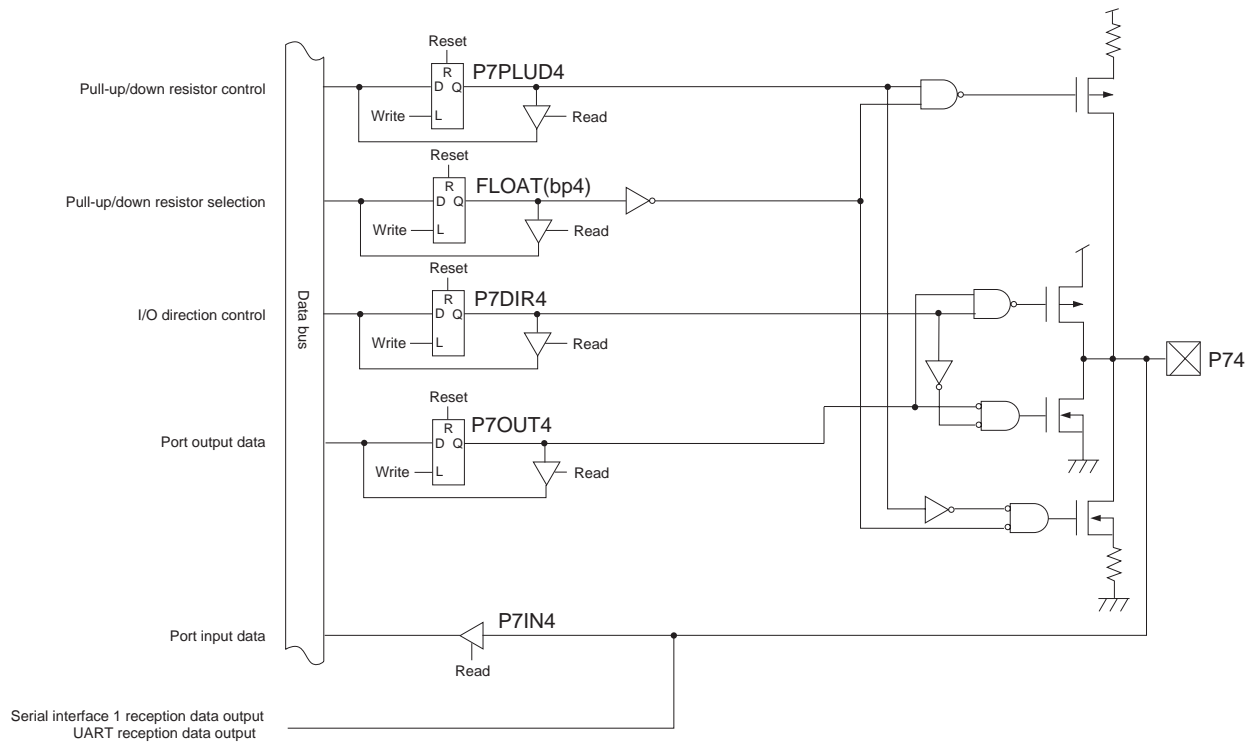 Reset
Pull-up/down resistor control
R
P7PLUD4
D Q
Write
L
Read
Reset
Pull-up/down resistor selection
R
FLOAT(bp4)
D Q
Write
L
Read
Reset
I/O direction control
R
P7DIR4
D Q
Write
L
Read
Data bus
P74
Reset
Port output data
R
P7OUT4
D Q
Write
L
Read
Port input data
P7IN4
Read
Serial interface 1 reception data output
UART reception data output